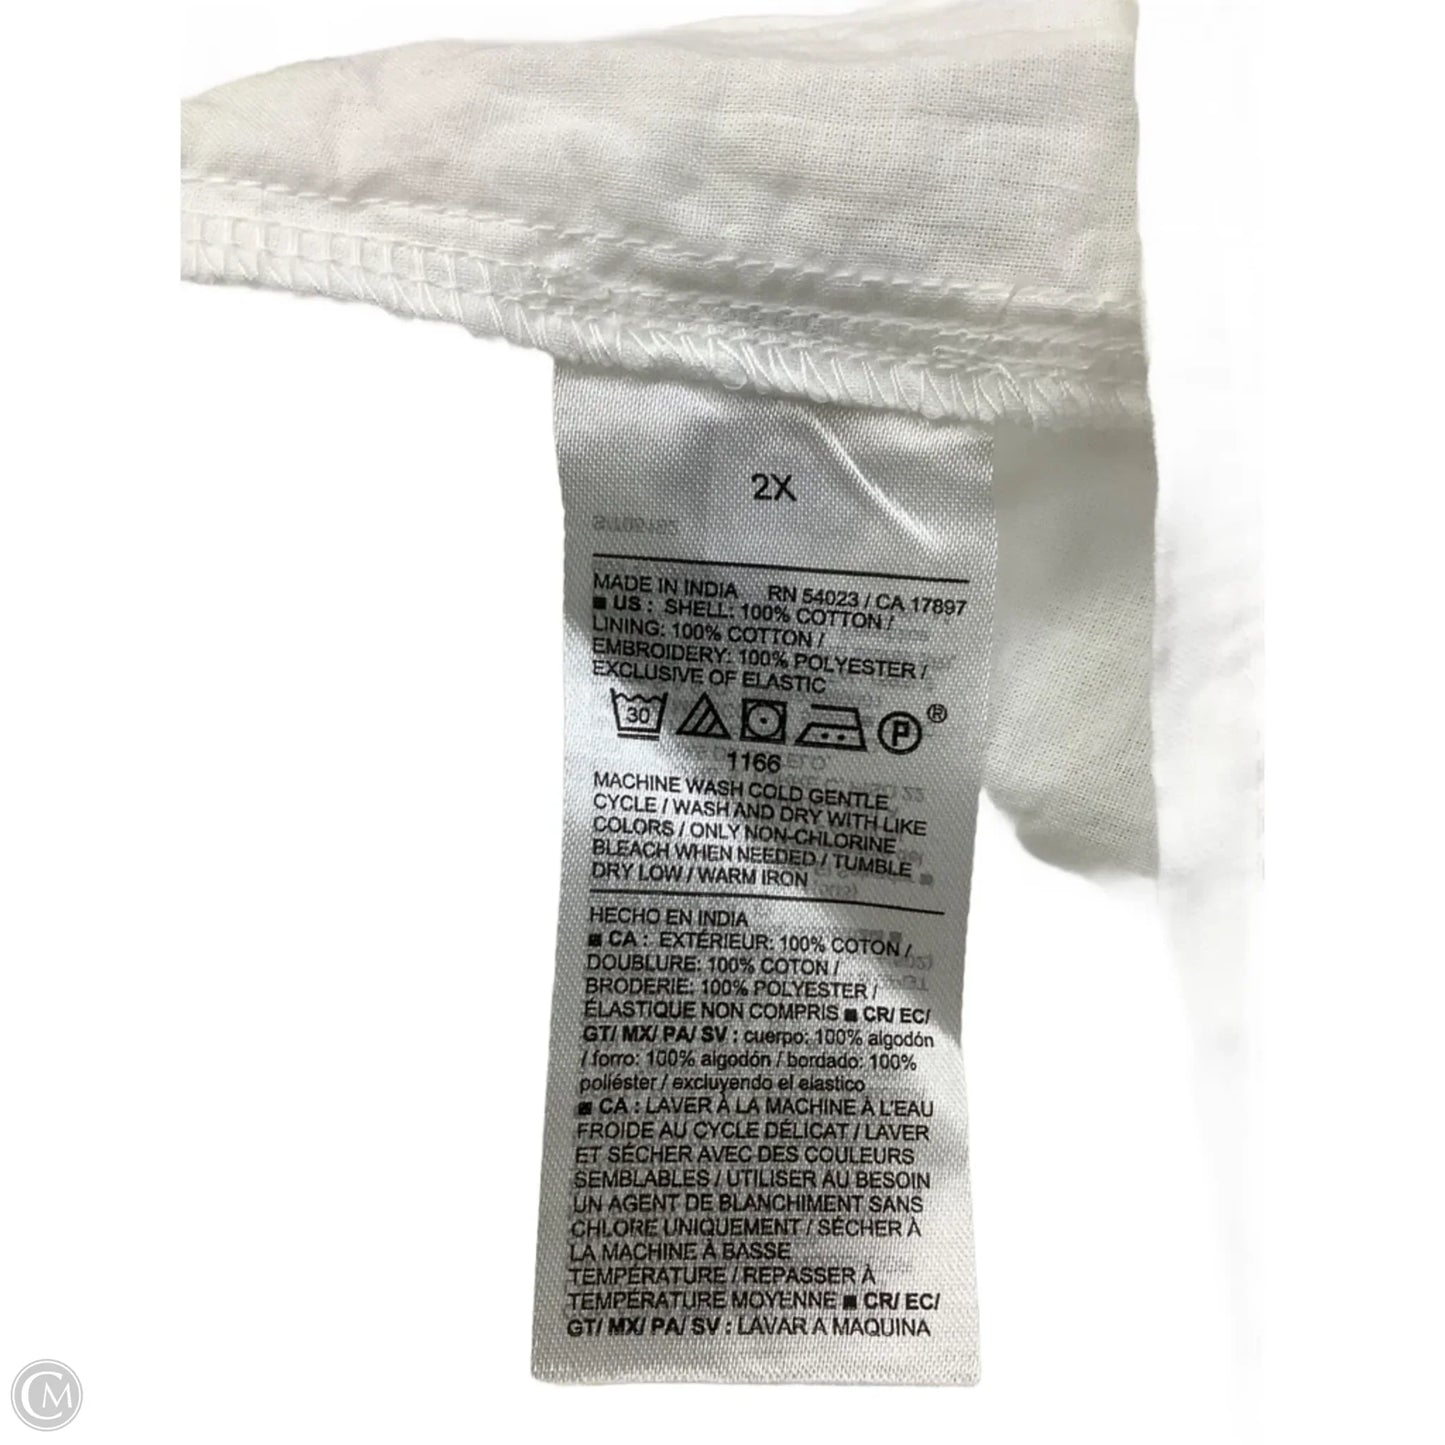 2X
MADE IN INDIA RN 54023 / CA 17897
■ US : SHELL: 100% COTTON /
LINING: 100% COTTON /
EMBROIDERY: 100% POLYESTER /
EXCLUSIVE OF ELASTIC
30 P ®
1166
MACHINE WASH COLD GENTLE
CYCLE / WASH AND DRY WITH LIKE
COLORS / ONLY NON-CHLORINE
BLEACH WHEN NEEDED / TUMBLE
DRY LOW / WARM IRON
HECHO EN INDIA
■ CA : EXTÉRIEUR: 100% COTON /
DOUBLURE: 100% COTON /
BRODERIE: 100% POLYESTER /
ÉLASTIQUE NON COMPRIS ■ CR/ EC/
GT/ MX/ PA/ SV : cuerpo: 100% algodón
/ forro: 100% algodón / bordado: 100%
poliéster / excluyendo el elastico
■ CA : LAVER À LA MACHINE À L'EAU
FROIDE AU CYCLE DÉLICAT / LAVER
ET SÉCHER AVEC DES COULEURS
SEMBLABLES / UTILISER AU BESOIN
UN AGENT DE BLANCHIMENT SANS
CHLORE UNIQUEMENT / SÉCHER À
LA MACHINE À BASSE
TEMPÉRATURE / REPASSER À
TEMPÉRATURE MOYENNE ■ CR/ EC/
GT/ MX/ PA/ SV : LAVAR A MAQUINA
CM